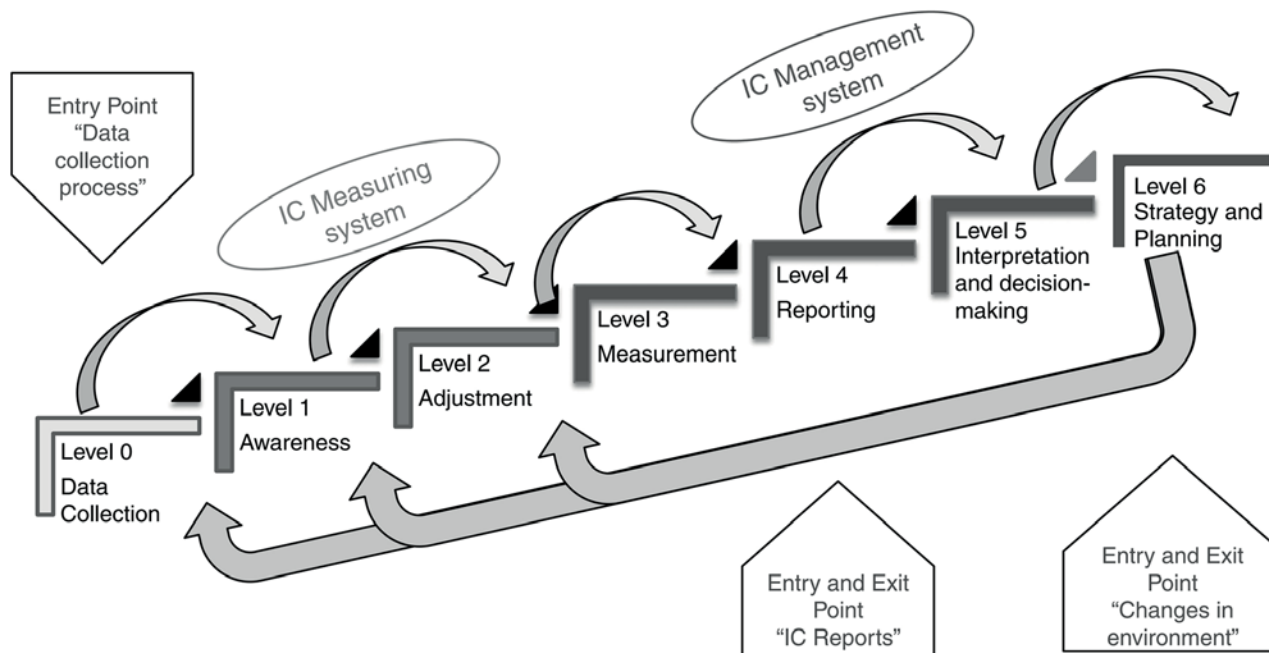 Entry Point
“Data
collection
process”
IC Measuring
system
IC Management
system
Level 0
Data
Collection
Level 1
Awareness
Level 2
Adjustment
Level 3
Measurement
Level 4
Reporting
Level 5
Interpretation
and decision-
making
Level 6
Strategy and
Planning
Entry and Exit
Point
“IC Reports”
Entry and Exit
Point
“Changes in
environment”